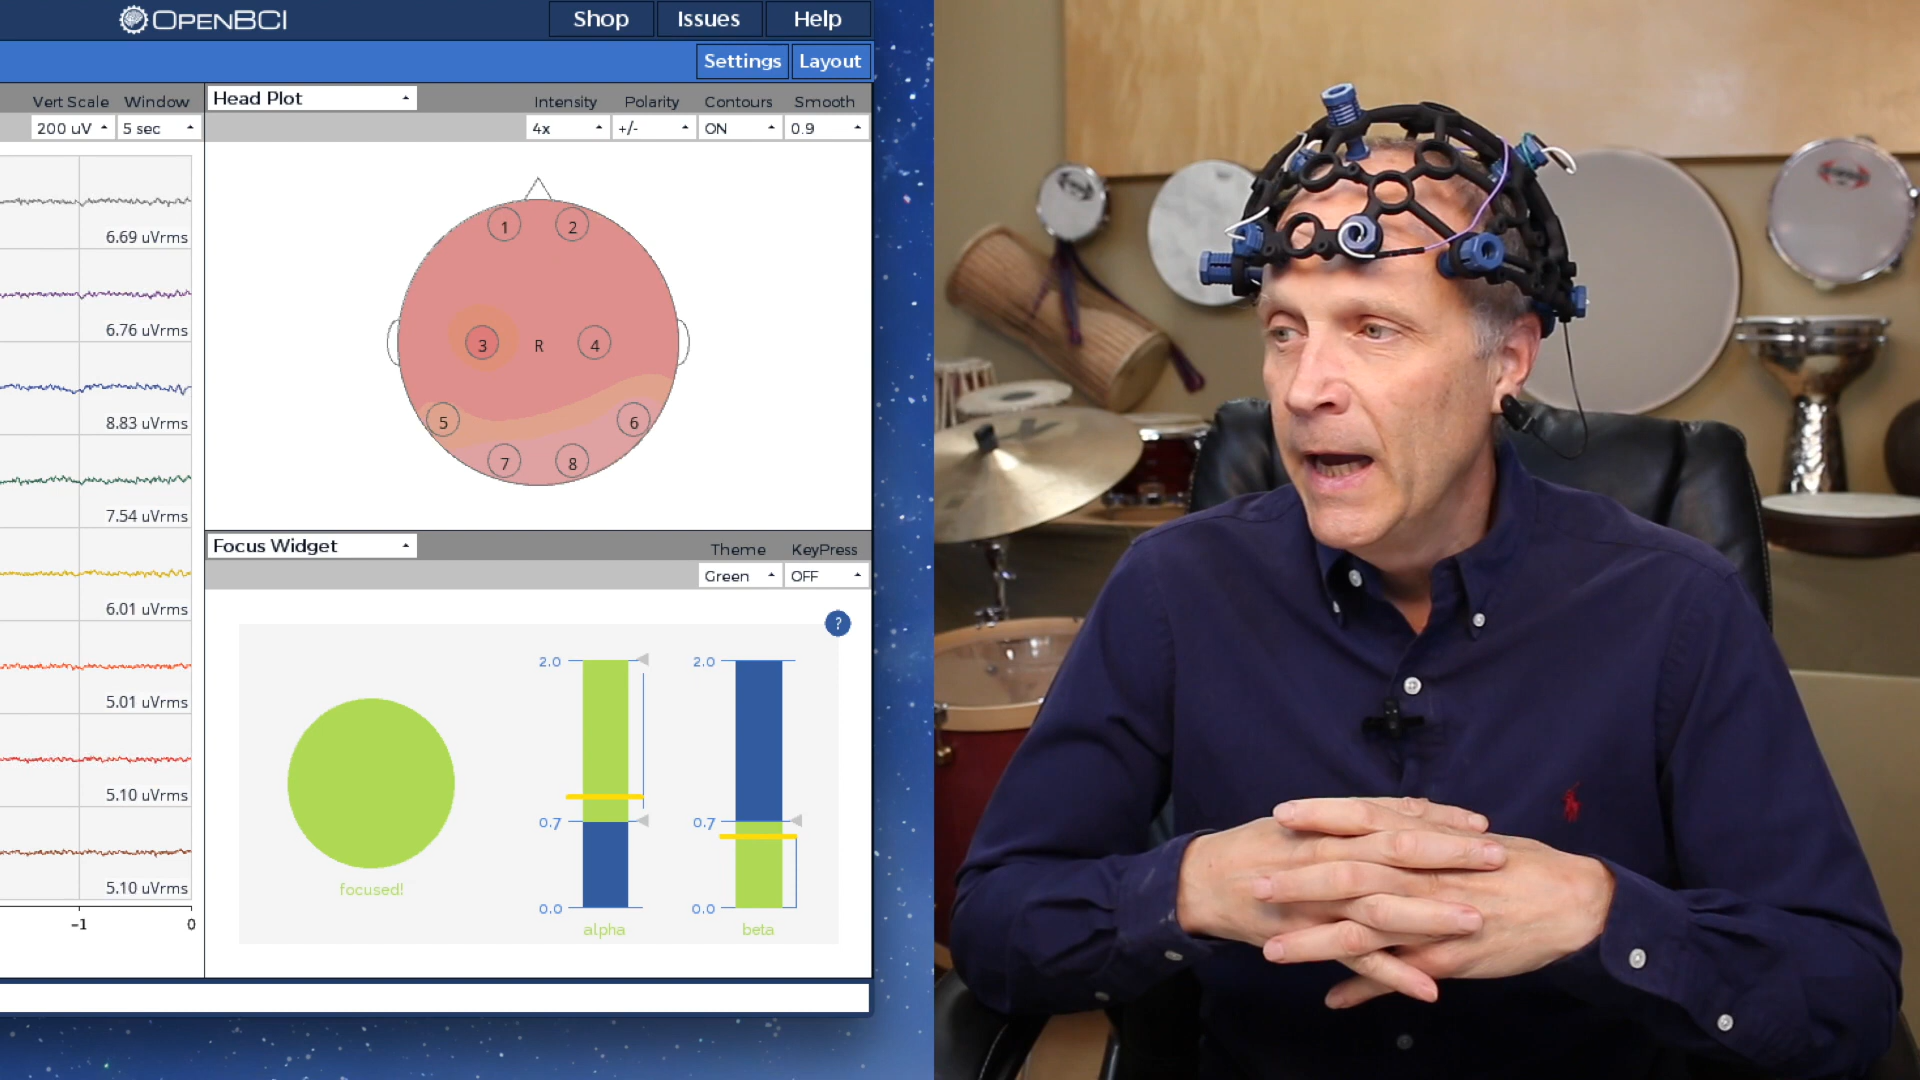 OPENBCI
Shop
Issues
Help
Settings
Layout
Vert Scale
Window
200 uV
5 sec
6.69 uVrms
6.76 uVrms
8.83 uVrms
7.54 uVrms
6.01 uVrms
5.01 uVrms
5.10 uVrms
5.10 uVrms
-1
0
Head Plot
Intensity
Polarity
Contours
Smooth
4x
+/-
ON
0.9
1
2
3
R
4
5
6
7
8
Focus Widget
Theme
KeyPress
Green
OFF
?
focused!
2.0
0.7
0.0
alpha
2.0
0.7
0.0
beta